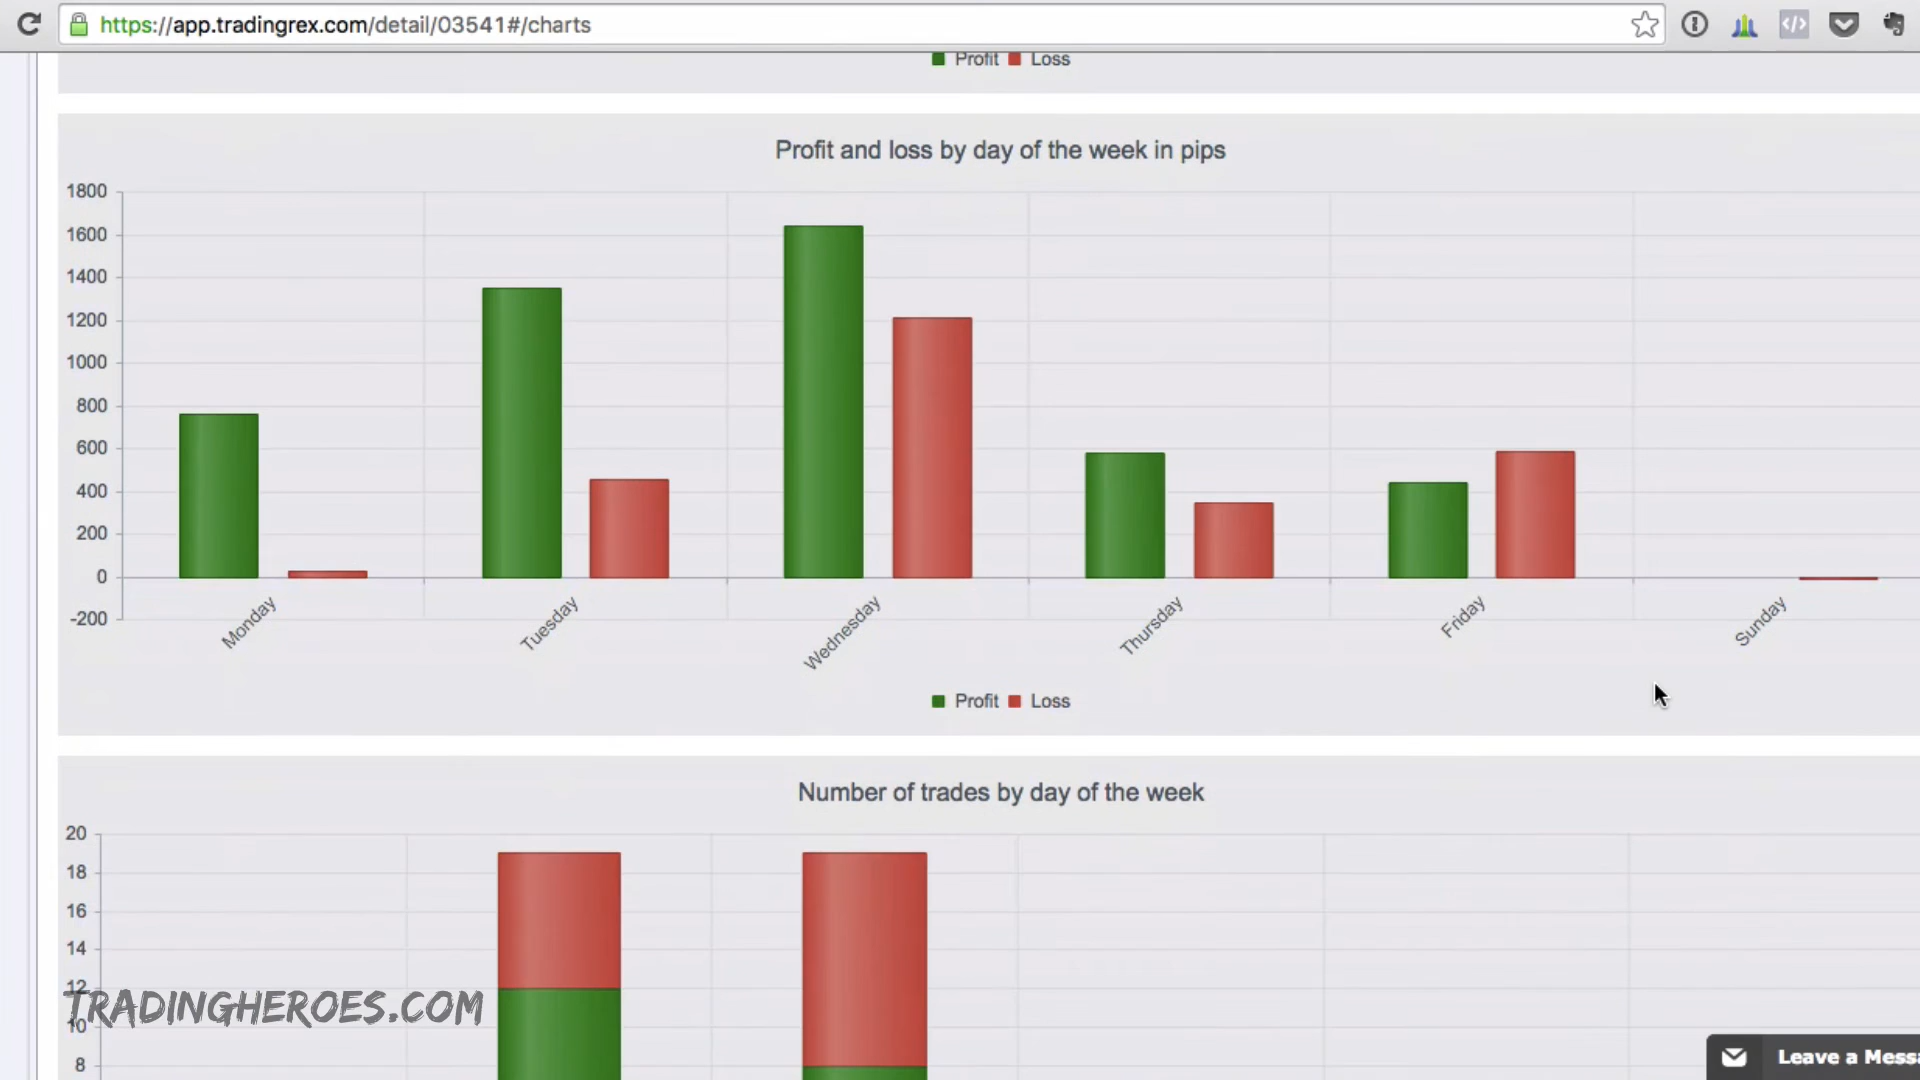 https://app.tradingrex.com/detail/03541#/charts
Profit Loss
Profit and loss by day of the week in pips
1800
1600
1400
1200
1000
800
600
400
200
0
-200
Monday Tuesday Wednesday Thursday Friday Sunday
Profit Loss
Number of trades by day of the week
20
18
16
14
12
10
8
TRADINGHEROES.COM
Leave a Messa